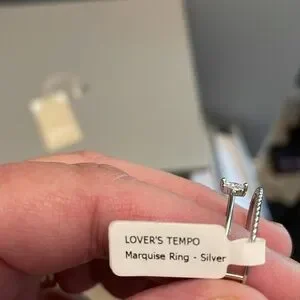 LOVER'S TEMPO
Marquise Ring - Silver